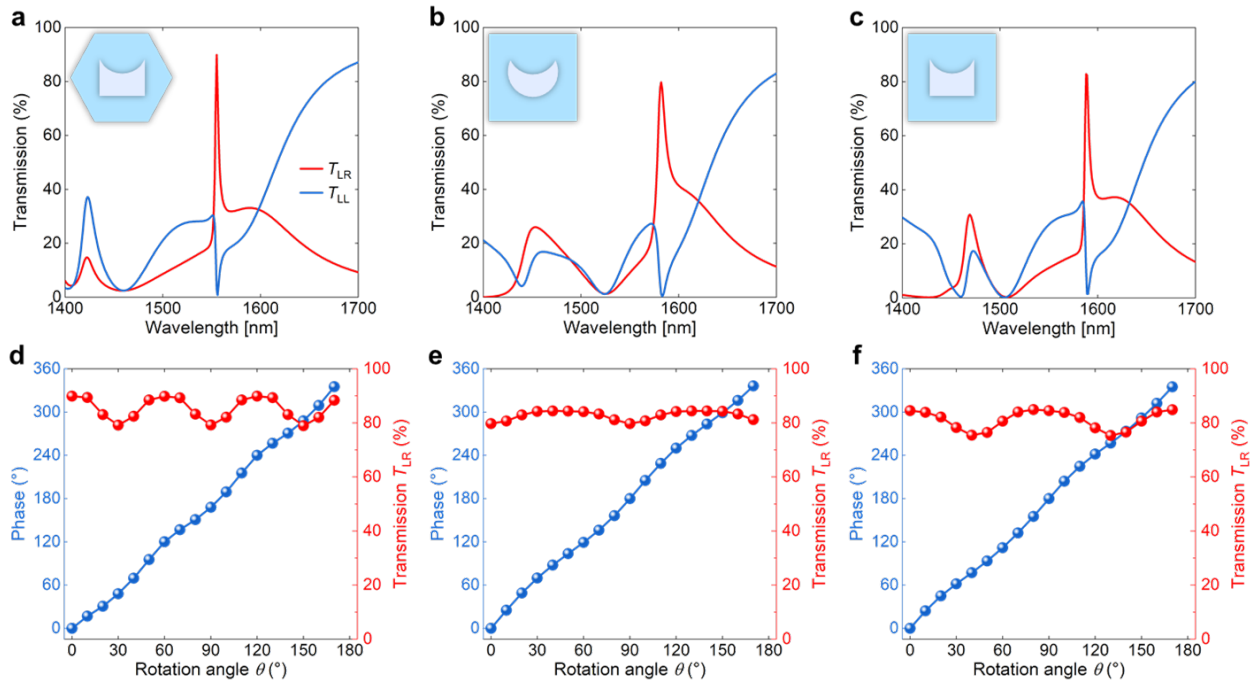 a
100
80
60
40
20
0
Transmission (%)
T_LR
T_LL
1400 1500 1600 1700
Wavelength [nm]
b
100
80
60
40
20
0
Transmission (%)
1400 1500 1600 1700
Wavelength [nm]
c
100
80
60
40
20
0
Transmission (%)
1400 1500 1600 1700
Wavelength [nm]
d
360
300
240
180
120
60
0
Phase (°)
100
80
60
40
20
0
Transmission T_LR (%)
0 30 60 90 120 150 180
Rotation angle θ (°)
e
360
300
240
180
120
60
0
Phase (°)
100
80
60
40
20
0
Transmission T_LR (%)
0 30 60 90 120 150 180
Rotation angle θ (°)
f
360
300
240
180
120
60
0
Phase (°)
100
80
60
40
20
0
Transmission T_LR (%)
0 30 60 90 120 150 180
Rotation angle θ (°)